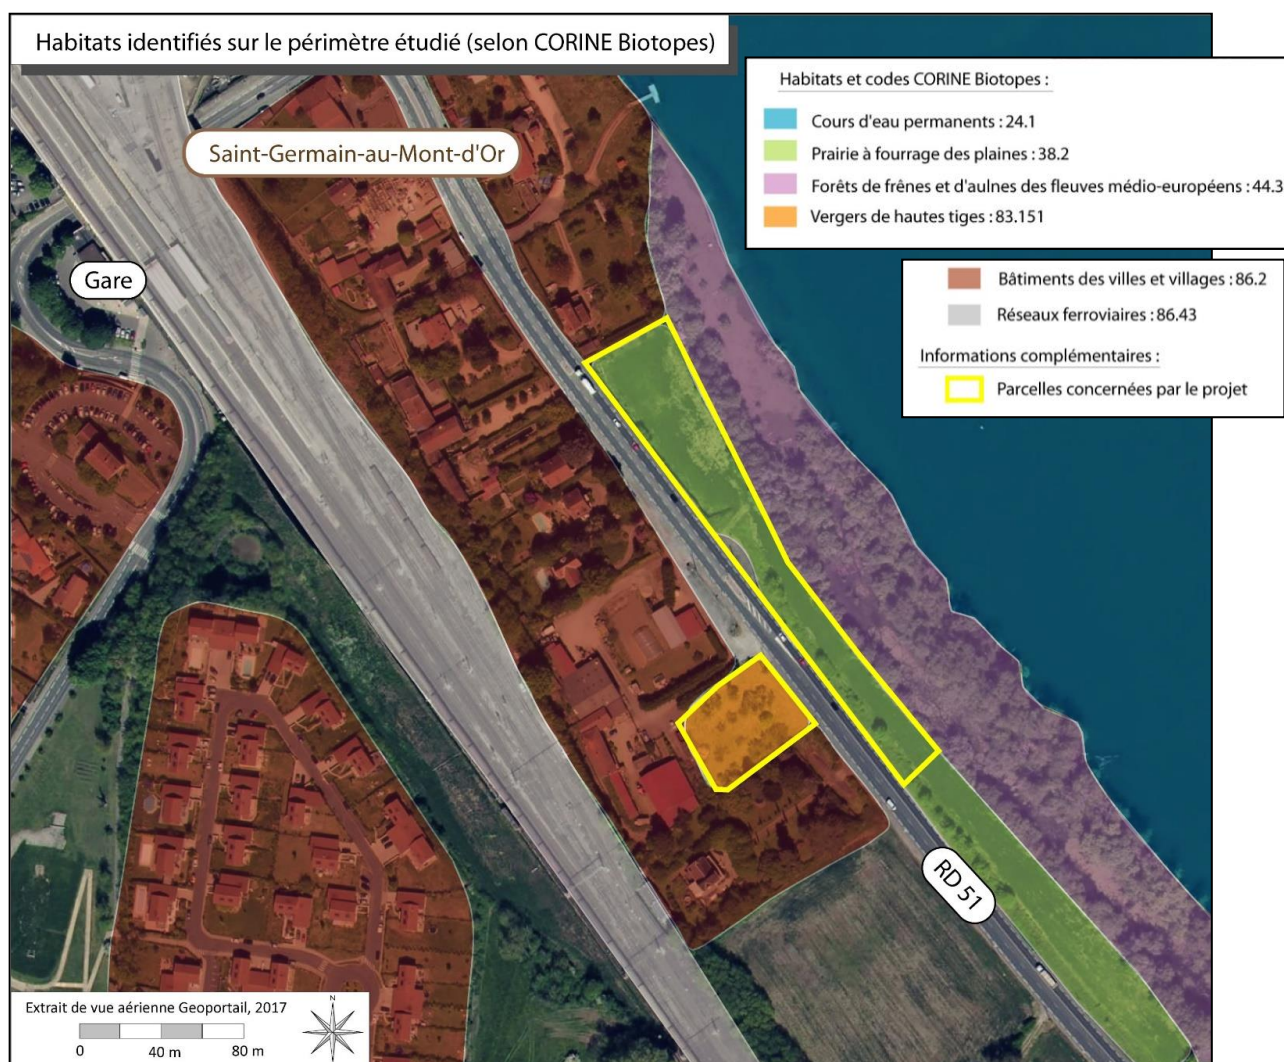 Habitats identifiés sur le périmètre étudié (selon CORINE Biotopes)
Habitats et codes CORINE Biotopes :
Cours d'eau permanents : 24.1
Prairie à fourrage des plaines : 38.2
Forêts de frênes et d'aulnes des fleuves médio-européens : 44.3
Vergers de hautes tiges : 83.151
Bâtiments des villes et villages : 86.2
Réseaux ferroviaires : 86.43
Informations complémentaires :
Parcelles concernées par le projet
Saint-Germain-au-Mont-d'Or
Gare
RD 51
Extrait de vue aérienne Geoportail, 2017
N
0 40 m 80 m